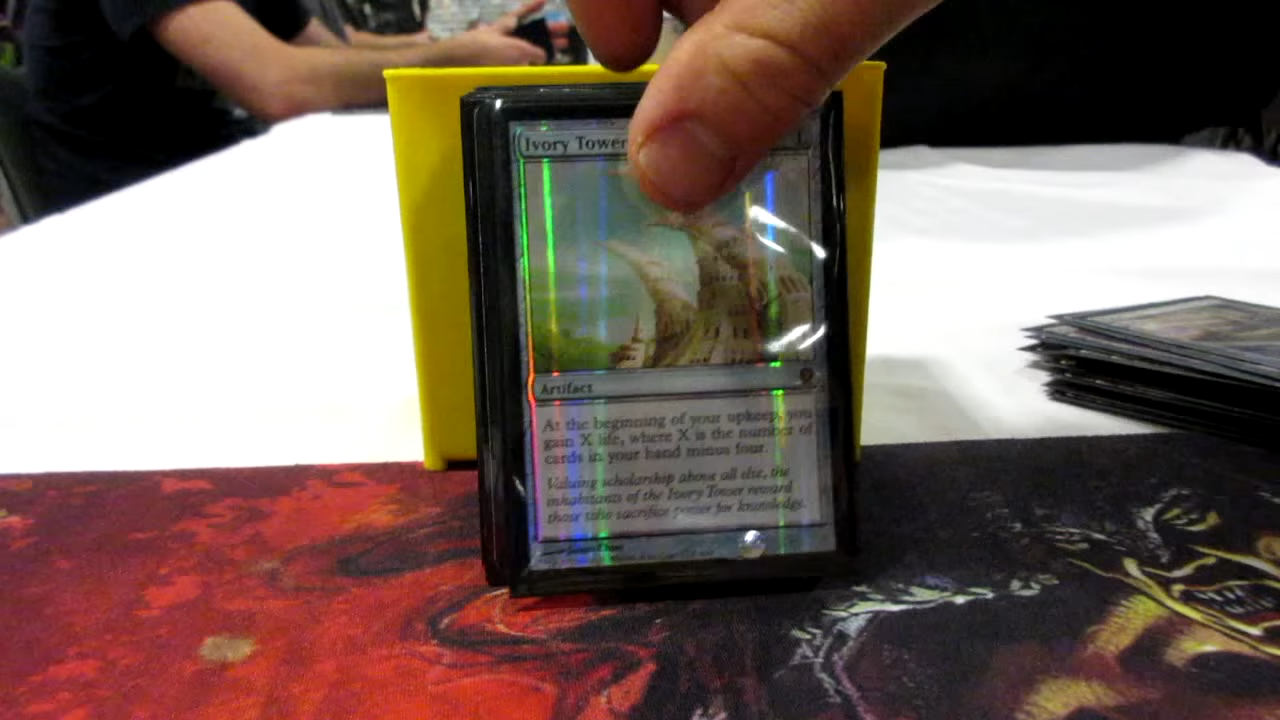 Ivory Tower
1
Artifact
At the beginning of your upkeep, you
gain X life, where X is the number of
cards in your hand minus four.
Valuing scholarship above all else, the
inhabitants of the Ivory Tower reward
those who sacrifice power for knowledge.